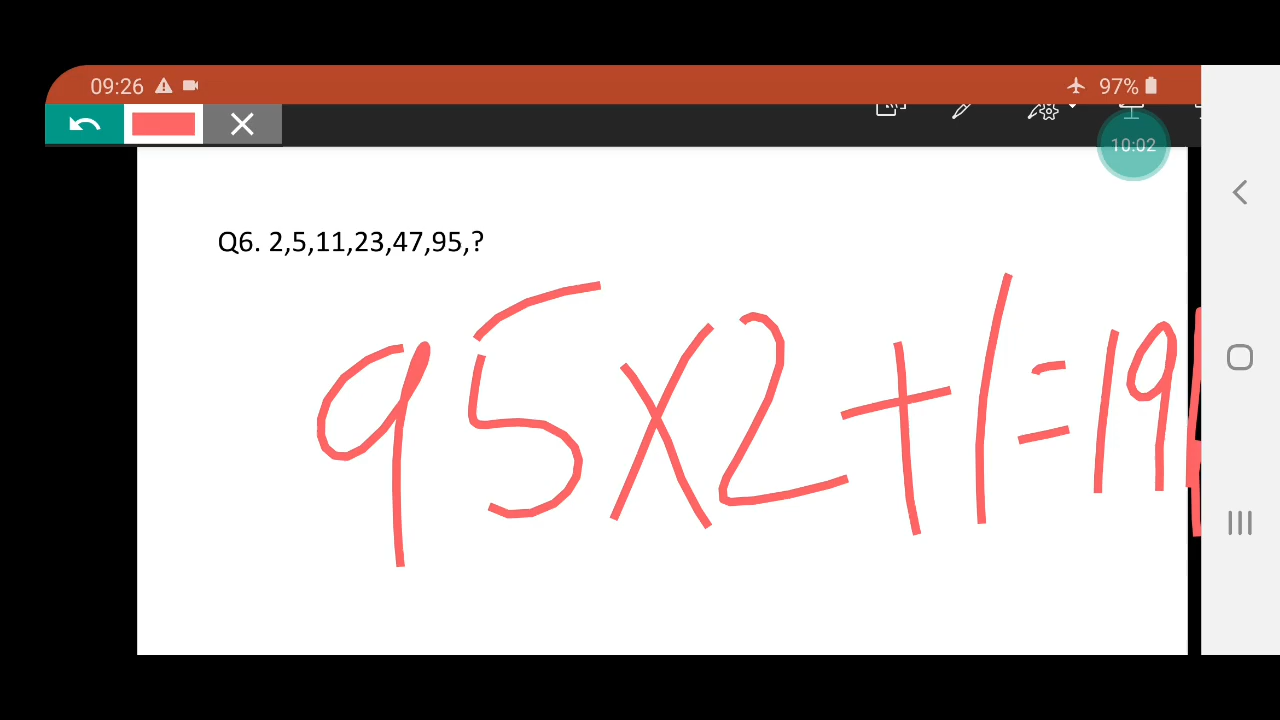 09:26 97%
10:02
Q6. 2,5,11,23,47,95,?
95x2+1=19